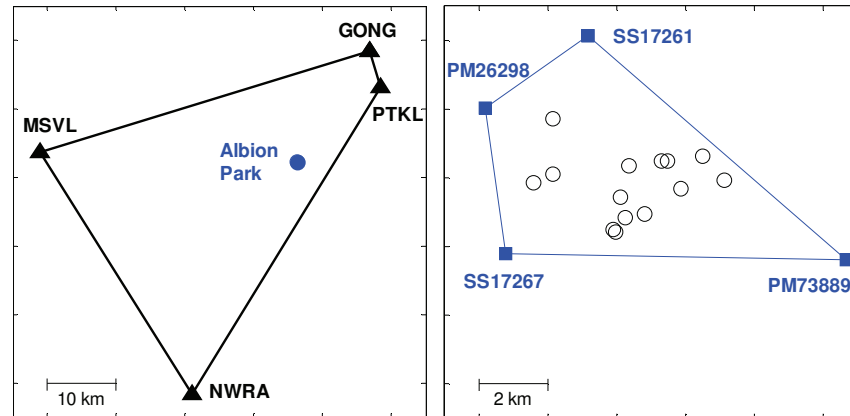 GONG
PTKL
MSVL
Albion
Park
NWRA
10 km
SS17261
PM26298
SS17267
PM73889
2 km